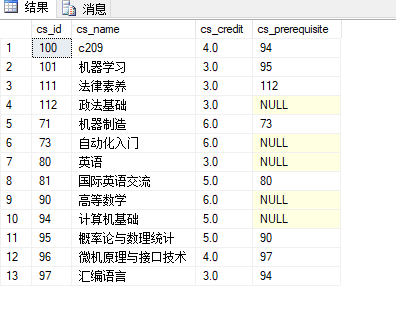 结果 消息
cs_id cs_name cs_credit cs_prerequisite
1 100 c209 4.0 94
2 101 机器学习 3.0 95
3 111 法律素养 3.0 112
4 112 政法基础 3.0 NULL
5 71 机器制造 6.0 73
6 73 自动化入门 6.0 NULL
7 80 英语 3.0 NULL
8 81 国际英语交流 5.0 80
9 90 高等数学 6.0 NULL
10 94 计算机基础 5.0 NULL
11 95 概率论与数理统计 5.0 90
12 96 微机原理与接口技术 4.0 97
13 97 汇编语言 3.0 94